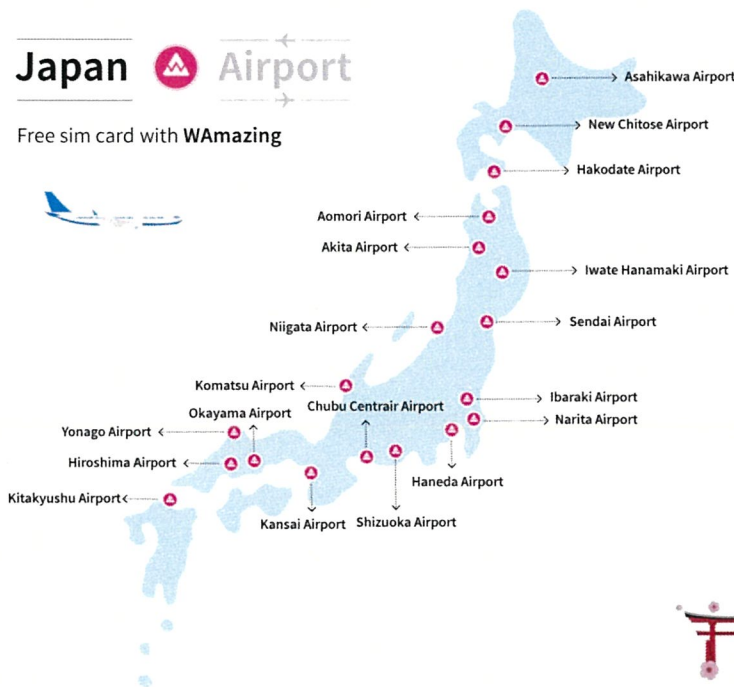 Japan Airport
Free sim card with WAmazing
Asahikawa Airport
New Chitose Airport
Hakodate Airport
Aomori Airport
Akita Airport
Iwate Hanamaki Airport
Niigata Airport
Sendai Airport
Komatsu Airport
Ibaraki Airport
Okayama Airport
Chubu Centrair Airport
Narita Airport
Yonago Airport
Hiroshima Airport
Haneda Airport
Kitakyushu Airport
Kansai Airport
Shizuoka Airport